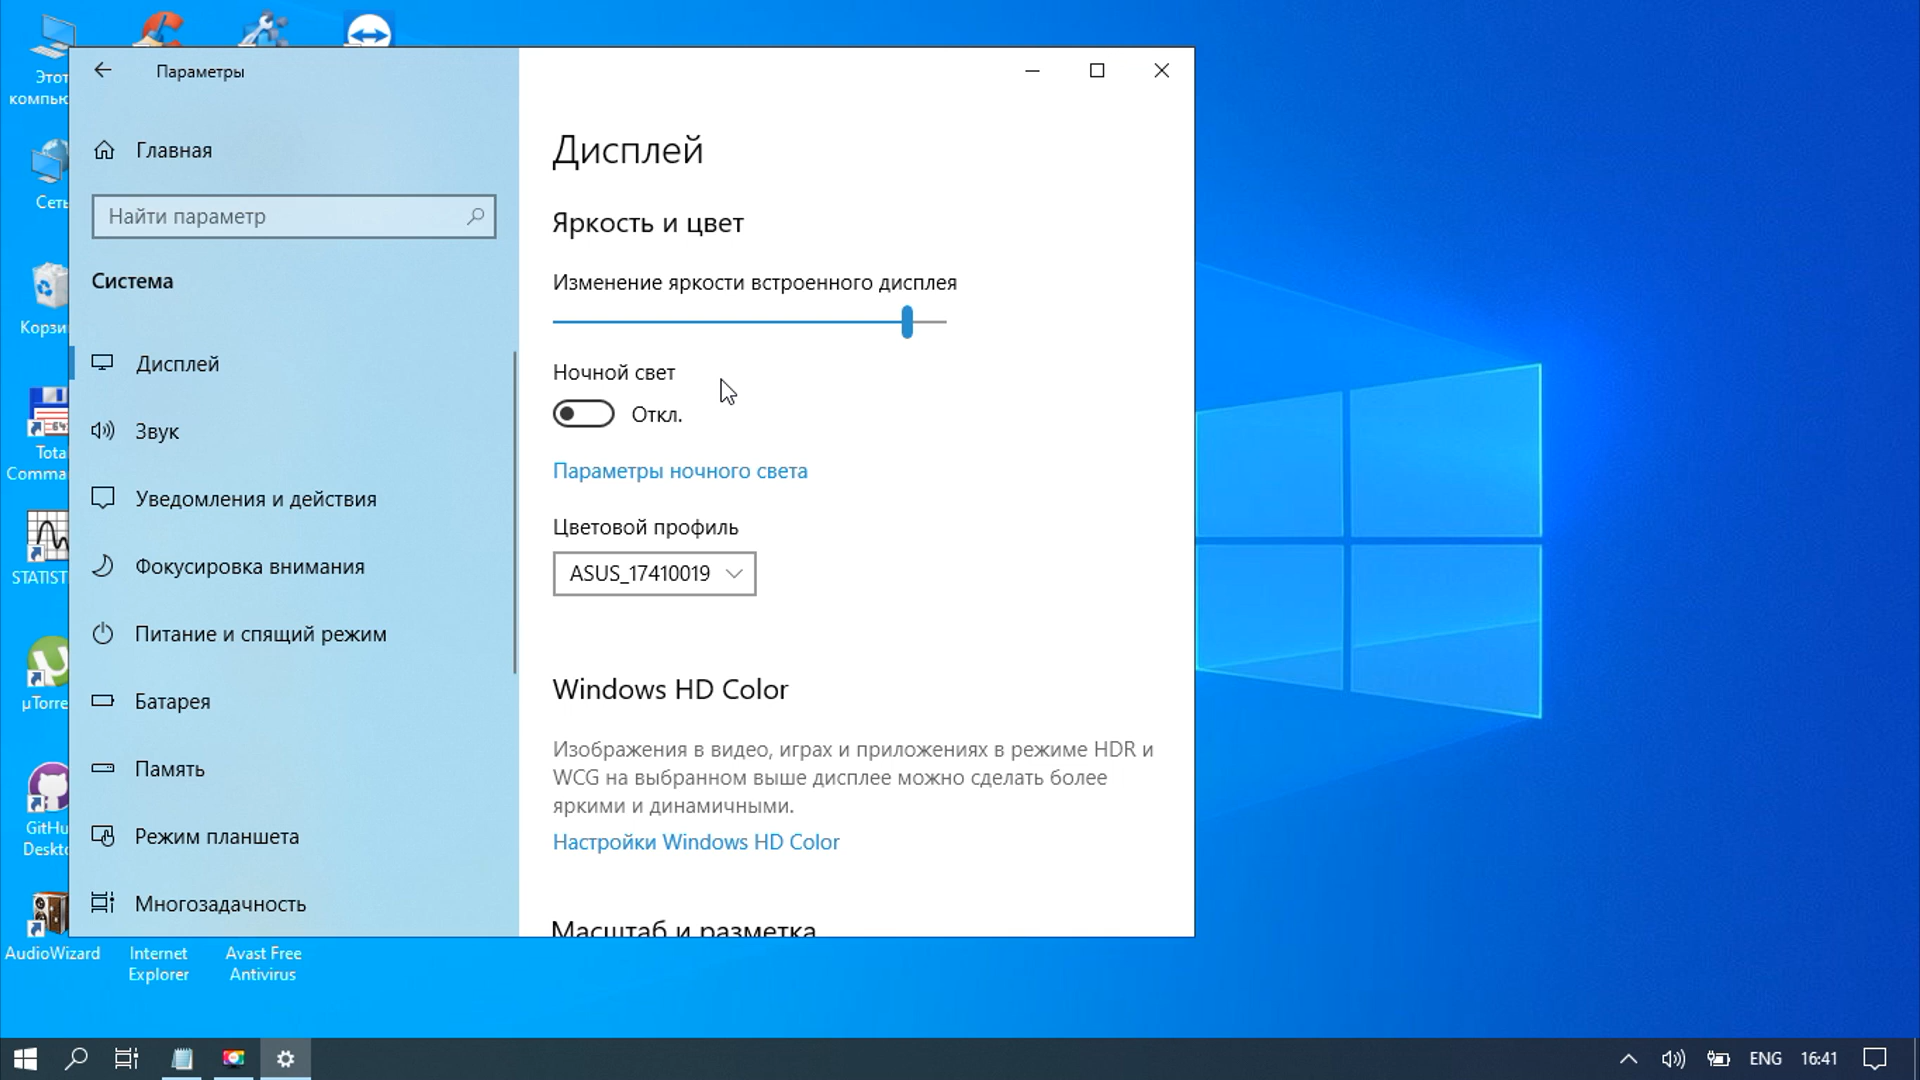 Этот
компью
Сеть
Корзин
Tota
Comma
STATIST
µTorre
GitHu
Deskto
AudioWizard
Internet
Explorer
Avast Free
Antivirus
Параметры
Главная
Найти параметр
Система
Дисплей
Звук
Уведомления и действия
Фокусировка внимания
Питание и спящий режим
Батарея
Память
Режим планшета
Многозадачность
Дисплей
Яркость и цвет
Изменение яркости встроенного дисплея
Ночной свет
Откл.
Параметры ночного света
Цветовой профиль
ASUS_17410019
Windows HD Color
Изображения в видео, играх и приложениях в режиме HDR и
WCG на выбранном выше дисплее можно сделать более
яркими и динамичными.
Настройки Windows HD Color
Масштаб и разметка
ENG
16:41